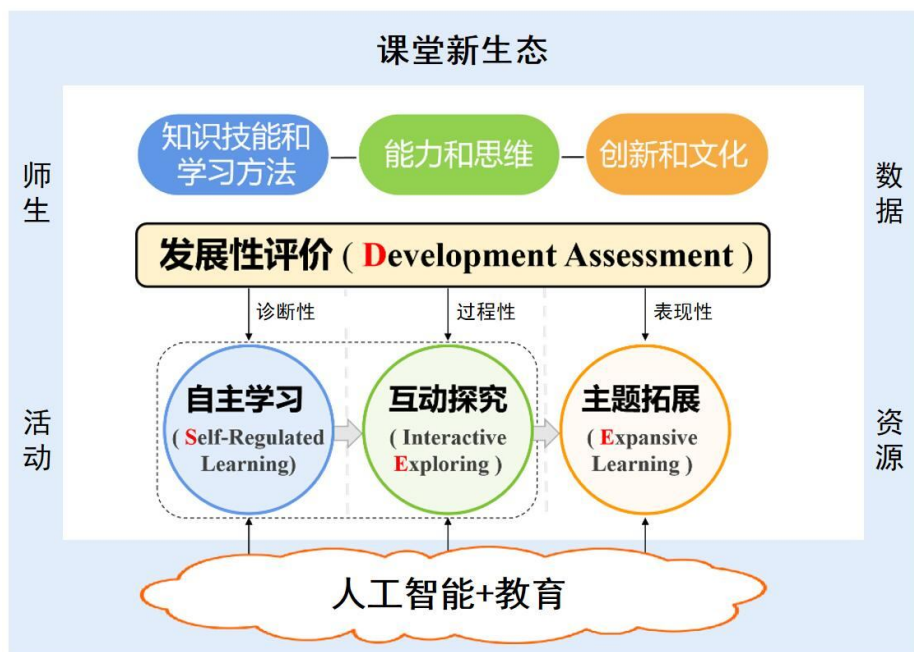 课堂新生态
师生
数据
知识技能和
学习方法
能力和思维
创新和文化
发展性评价 ( Development Assessment )
诊断性
过程性
表现性
活动
资源
自主学习
( Self-Regulated
Learning)
互动探究
( Interactive
Exploring )
主题拓展
( Expansive
Learning )
人工智能+教育